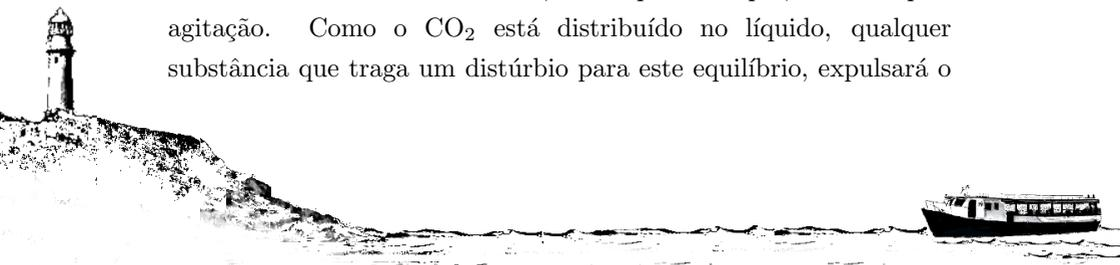 agitação. Como o CO₂ está distribuído no líquido, qualquer
substância que traga um distúrbio para este equilíbrio, expulsará o